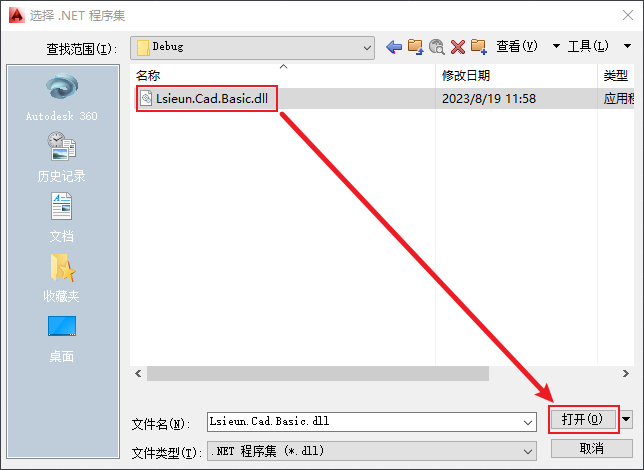 选择 .NET 程序集
查找范围(I):
Debug
查看(V)
工具(L)
Autodesk 360
历史记录
文档
收藏夹
桌面
名称
修改日期
类型
Lsieun.Cad.Basic.dll
2023/8/19 11:58
应用程
文件名(N):
Lsieun.Cad.Basic.dll
打开(O)
文件类型(T):
.NET 程序集 (*.dll)
取消